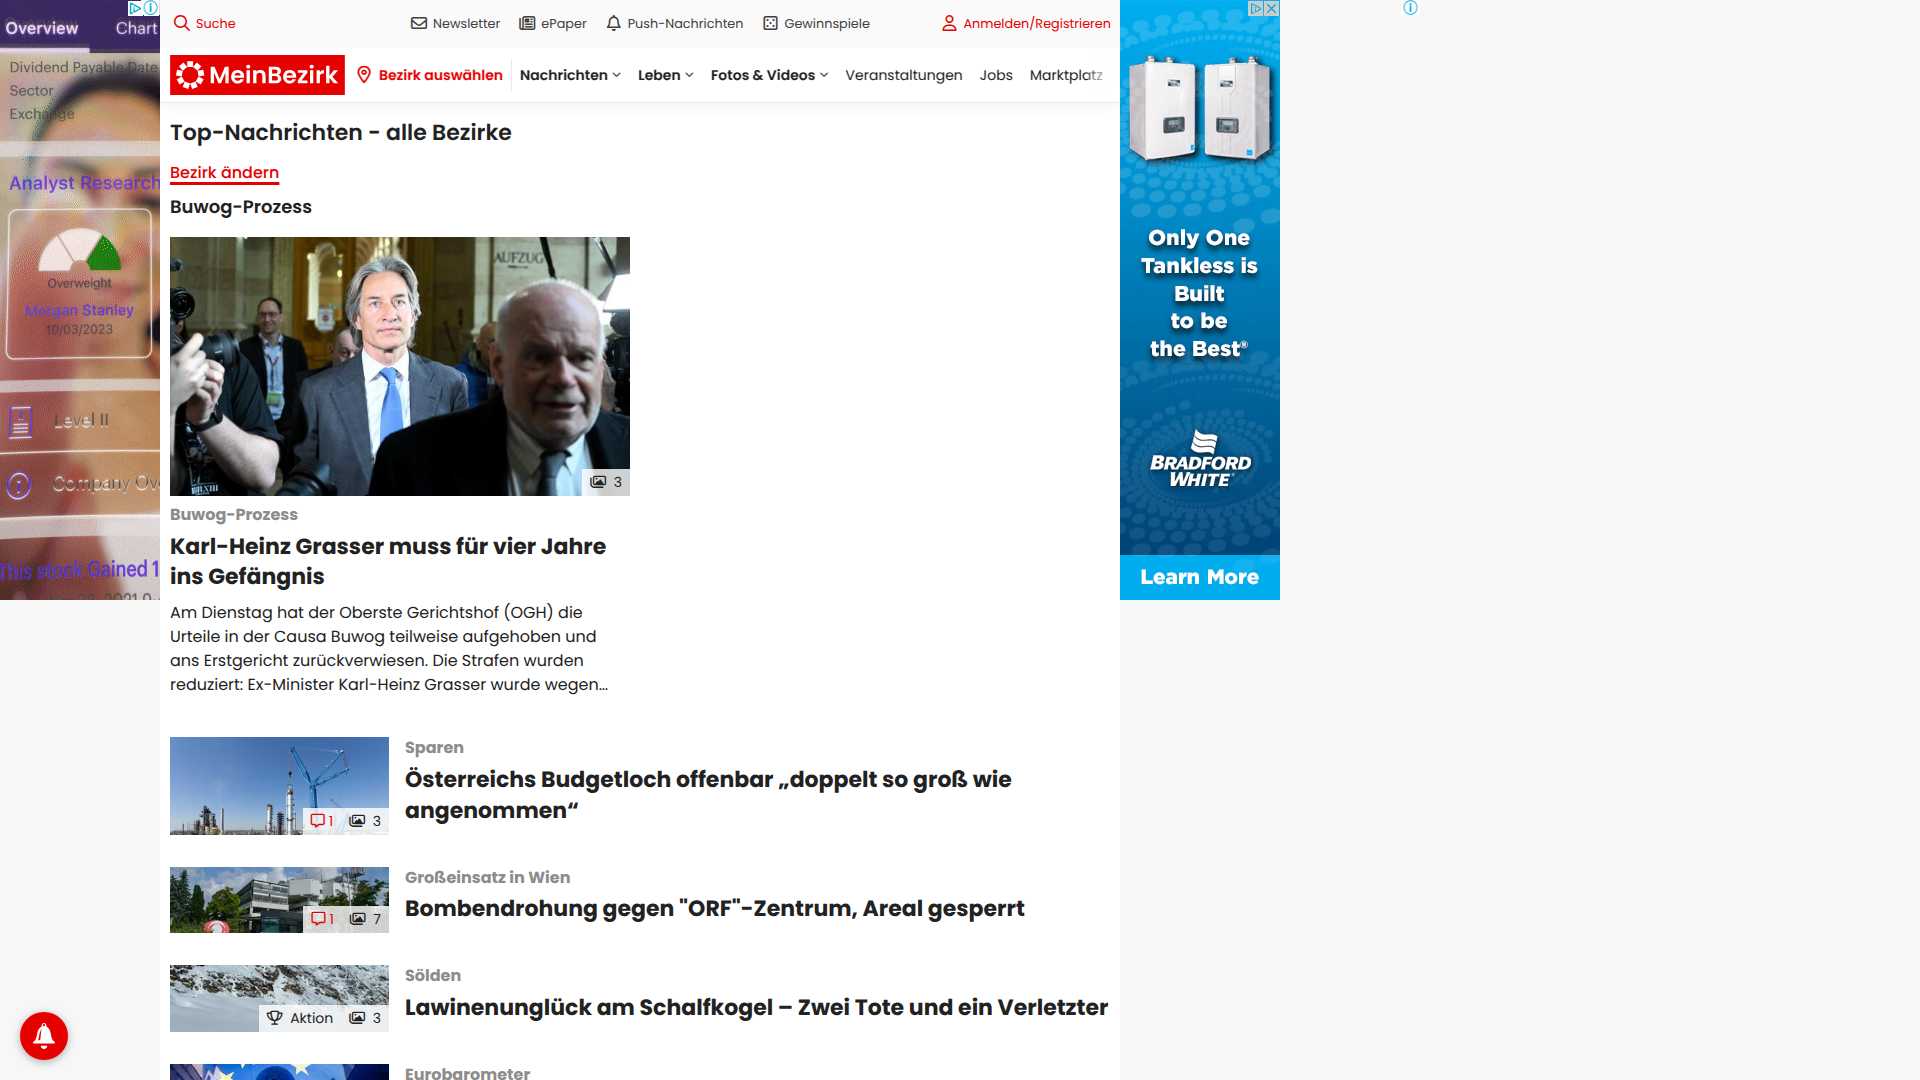 Overview
Chart
Dividend Payable Date
Sector
Exchange
Analyst Research
Overweight
Morgan Stanley
10/03/2023
Level II
Company Ov
This stock Gained 1
Suche
Newsletter
ePaper
Push-Nachrichten
Gewinnspiele
Anmelden/Registrieren
MeinBezirk
Bezirk auswählen
Nachrichten
Leben
Fotos & Videos
Veranstaltungen
Jobs
Marktplatz
Top-Nachrichten - alle Bezirke
Bezirk ändern
Buwog-Prozess
AUFZUG
3
Buwog-Prozess
Karl-Heinz Grasser muss für vier Jahre
ins Gefängnis
Am Dienstag hat der Oberste Gerichtshof (OGH) die
Urteile in der Causa Buwog teilweise aufgehoben und
ans Erstgericht zurückverwiesen. Die Strafen wurden
reduziert: Ex-Minister Karl-Heinz Grasser wurde wegen...
1 3
Sparen
Österreichs Budgetloch offenbar „doppelt so groß wie
angenommen“
1 7
Großeinsatz in Wien
Bombendrohung gegen "ORF"-Zentrum, Areal gesperrt
Aktion 3
Sölden
Lawinenunglück am Schalfkogel – Zwei Tote und ein Verletzter
Eurobarometer
Only One
Tankless is
Built
to be
the Best®
BRADFORD
WHITE
Learn More